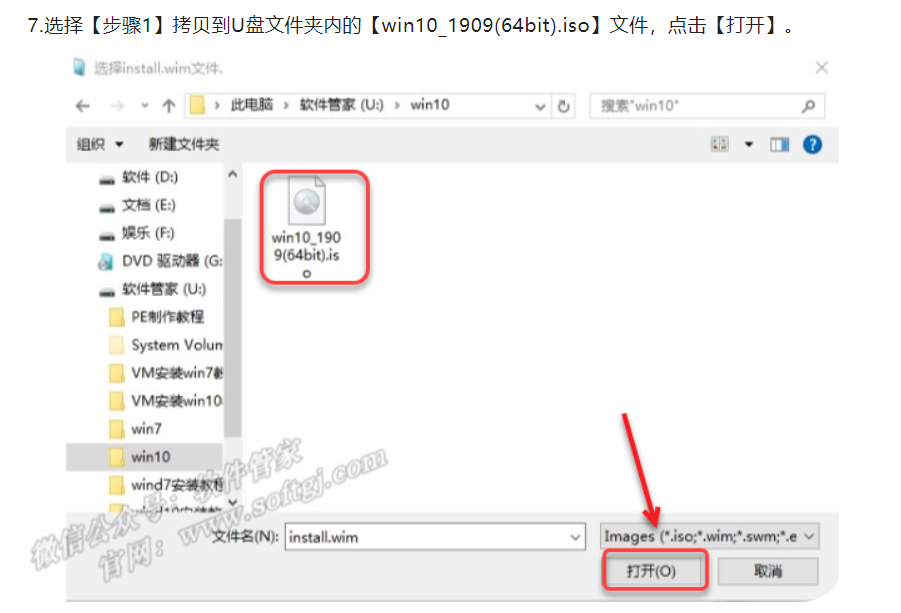 7.选择【步骤1】拷贝到U盘文件夹内的【win10_1909(64bit).iso】文件，点击【打开】。
选择install.wim文件.
此电脑 › 软件管家 (U:) › win10
搜索"win10"
组织
新建文件夹
软件 (D:)
文档 (E:)
娱乐 (F:)
DVD 驱动器 (G:
软件管家 (U:)
PE制作教程
System Volum
VM安装win7教
VM安装win10
win7
win10
wind7安装教程
win10_190
9(64bit).is
o
文件名(N):
install.wim
Images (*.iso;*.wim;*.swm;*.e
打开(O)
取消
微信公众号：软件管家
官网：www.softgj.com